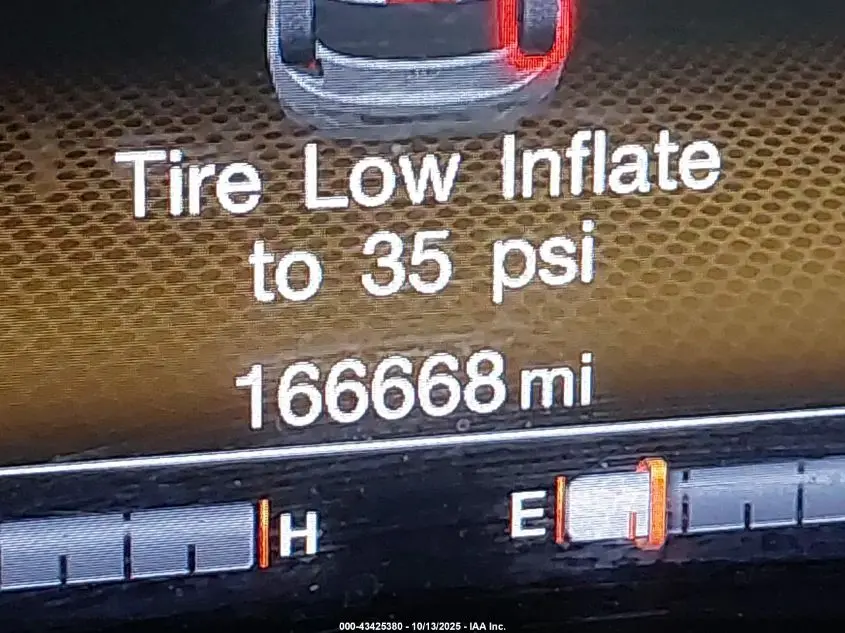 Tire Low Inflate
to 35 psi
166668 mi
H E
000-43425380 - 10/13/2025 - IAA Inc.